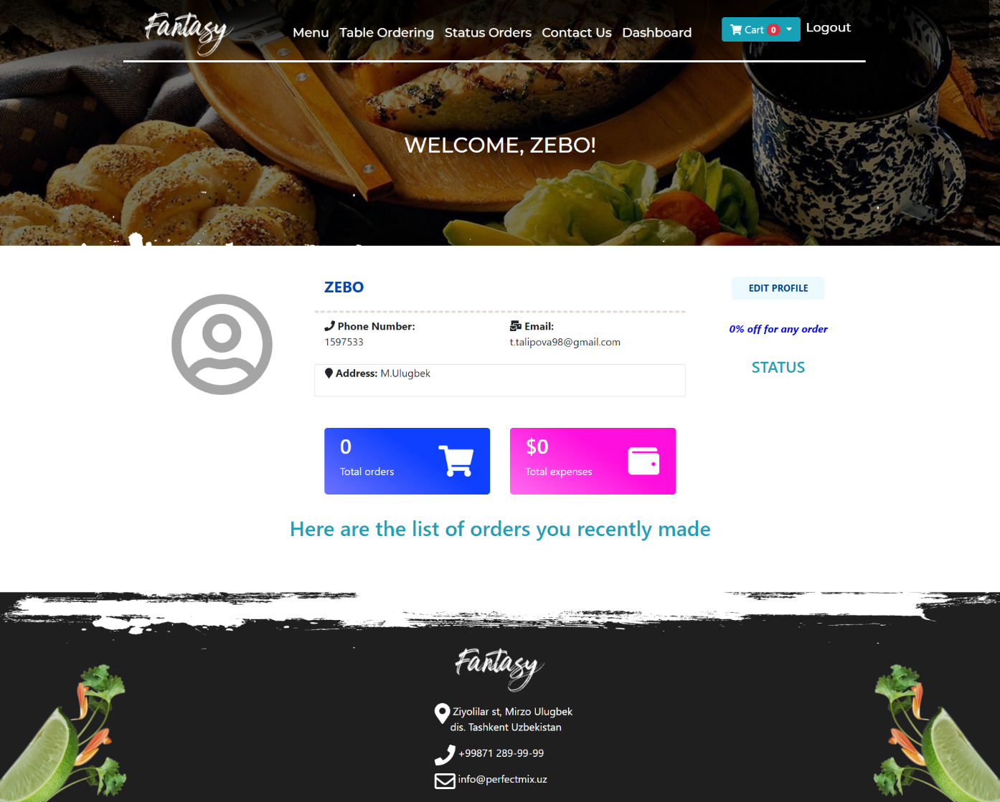 Fantasy
Menu Table Ordering Status Orders Contact Us Dashboard
Cart 0
Logout
WELCOME, ZEBO!
ZEBO
EDIT PROFILE
Phone Number:
1597533
Email:
t.talipova98@gmail.com
0% off for any order
STATUS
Address: M.Ulugbek
0
Total orders
$0
Total expenses
Here are the list of orders you recently made
Fantasy
Ziyolilar st, Mirzo Ulugbek
dis. Tashkent Uzbekistan
+99871 289-99-99
info@perfectmix.uz